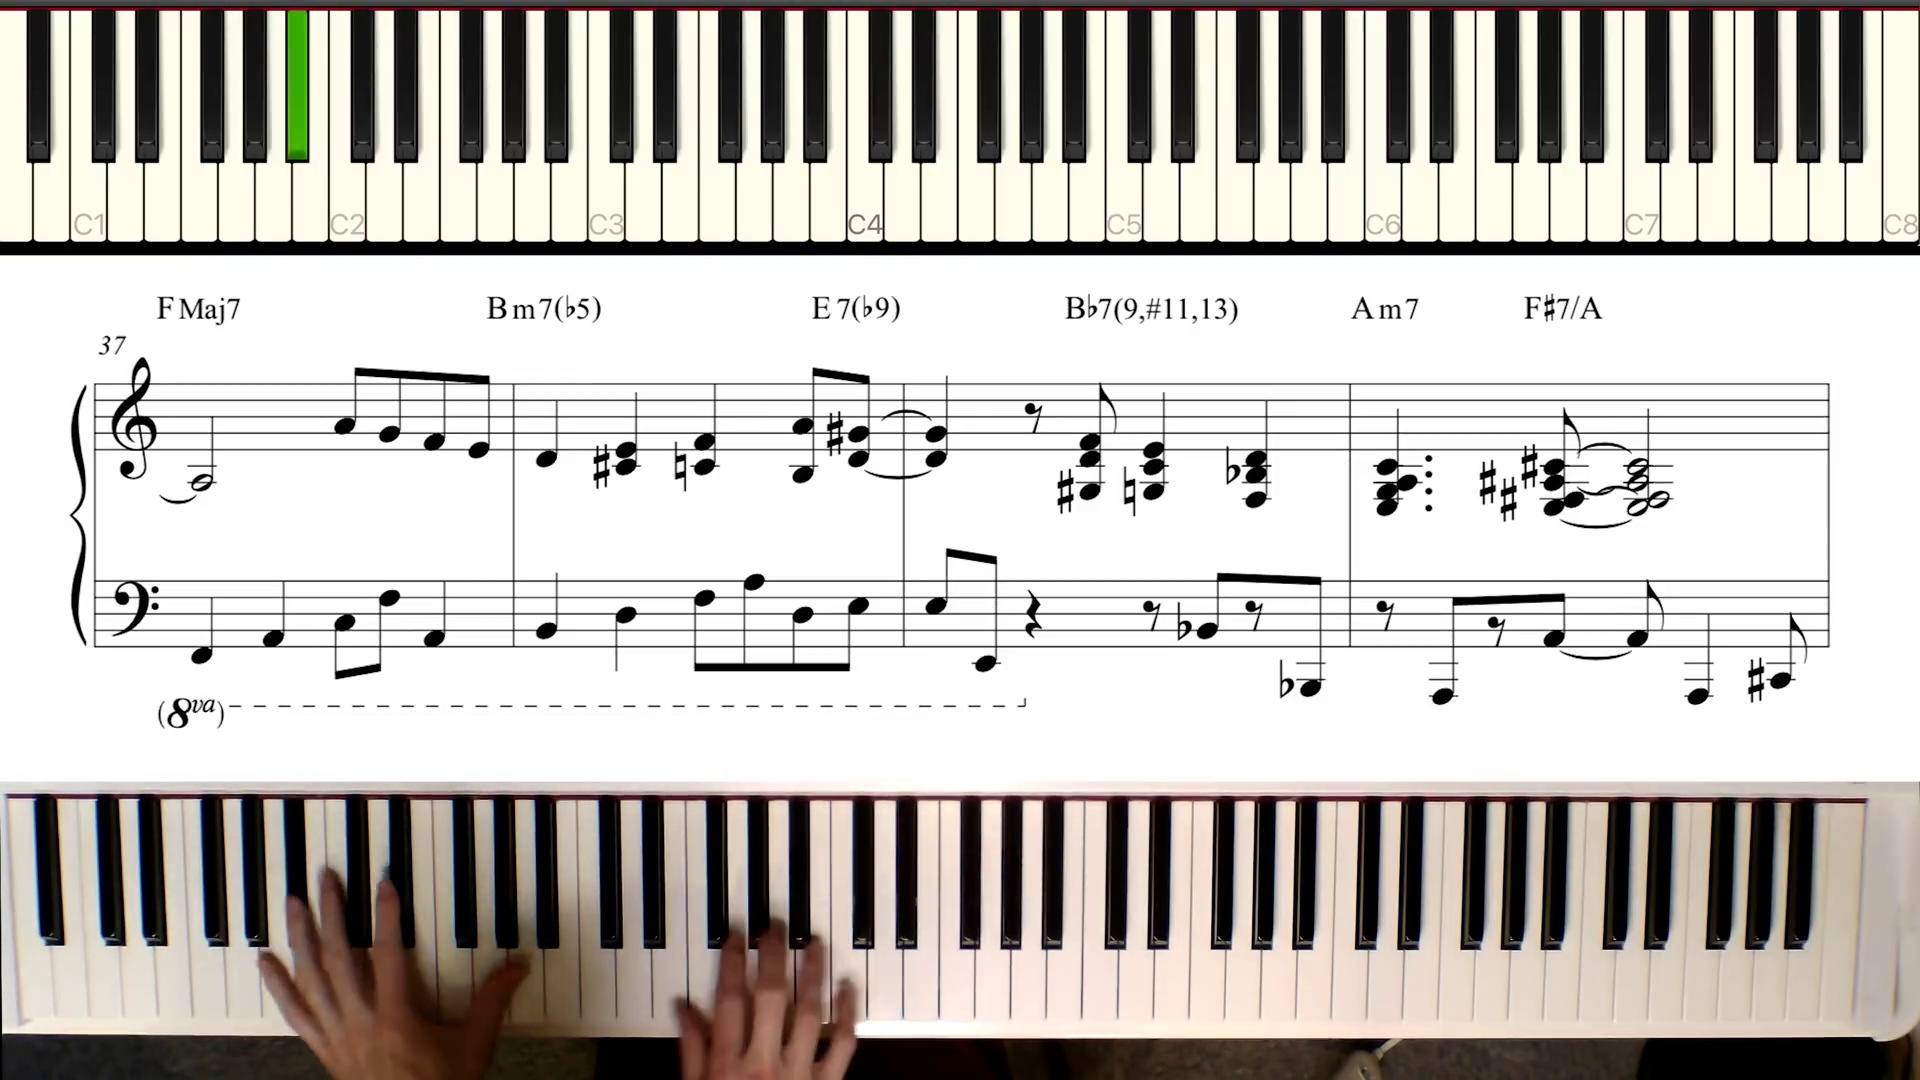 C1 C2 C3 C4 C5 C6 C7 C8
F Maj7 B m7(♭5) E 7(♭9) B♭7(9,#11,13) A m7 F♯7/A
37
(8va)